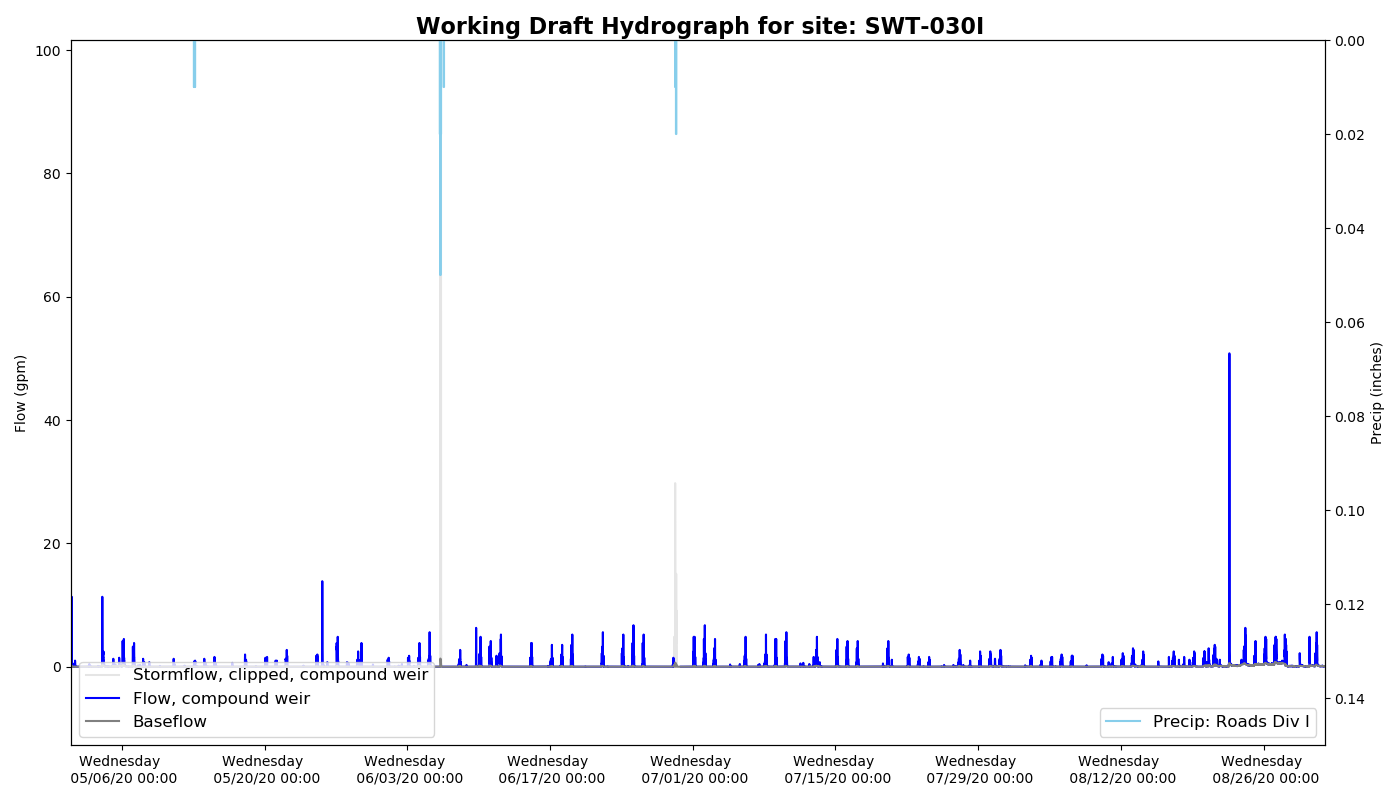 Working Draft Hydrograph for site: SWT-030I
100
80
60
40
20
0
Flow (gpm)
0.00
0.02
0.04
0.06
0.08
0.10
0.12
0.14
Precip (inches)
Stormflow, clipped, compound weir
Flow, compound weir
Baseflow
Precip: Roads Div I
Wednesday
05/06/20 00:00
Wednesday
05/20/20 00:00
Wednesday
06/03/20 00:00
Wednesday
06/17/20 00:00
Wednesday
07/01/20 00:00
Wednesday
07/15/20 00:00
Wednesday
07/29/20 00:00
Wednesday
08/12/20 00:00
Wednesday
08/26/20 00:00